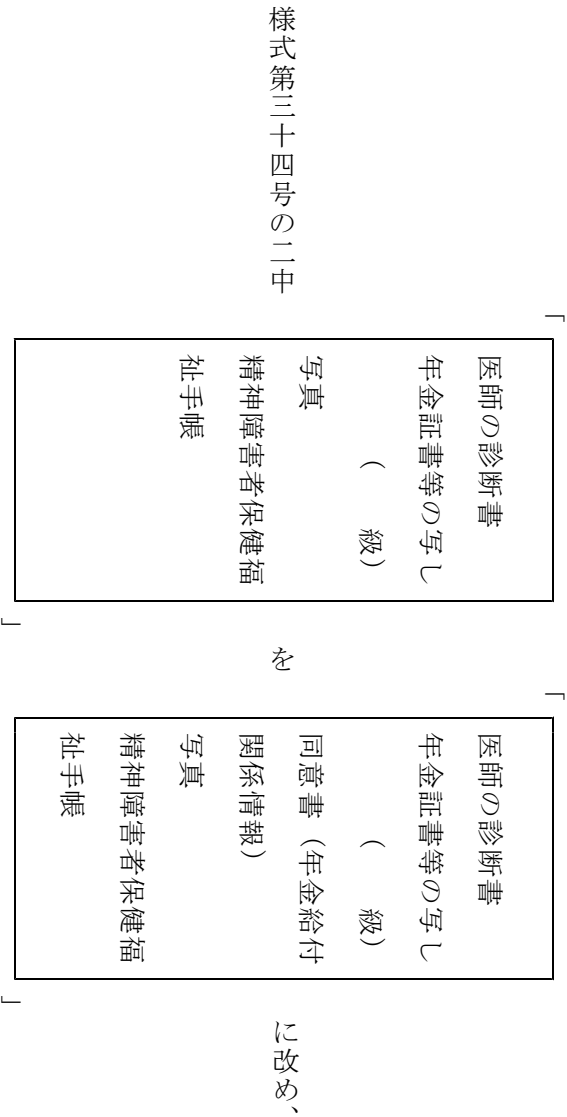 様式第三十四号の二中
「
医師の診断書
年金証書等の写し
（　級）
写真
精神障害者保健福
祉手帳
」
を
「
医師の診断書
年金証書等の写し
（　級）
同意書（年金給付
関係情報）
写真
精神障害者保健福
祉手帳
」
に改め、